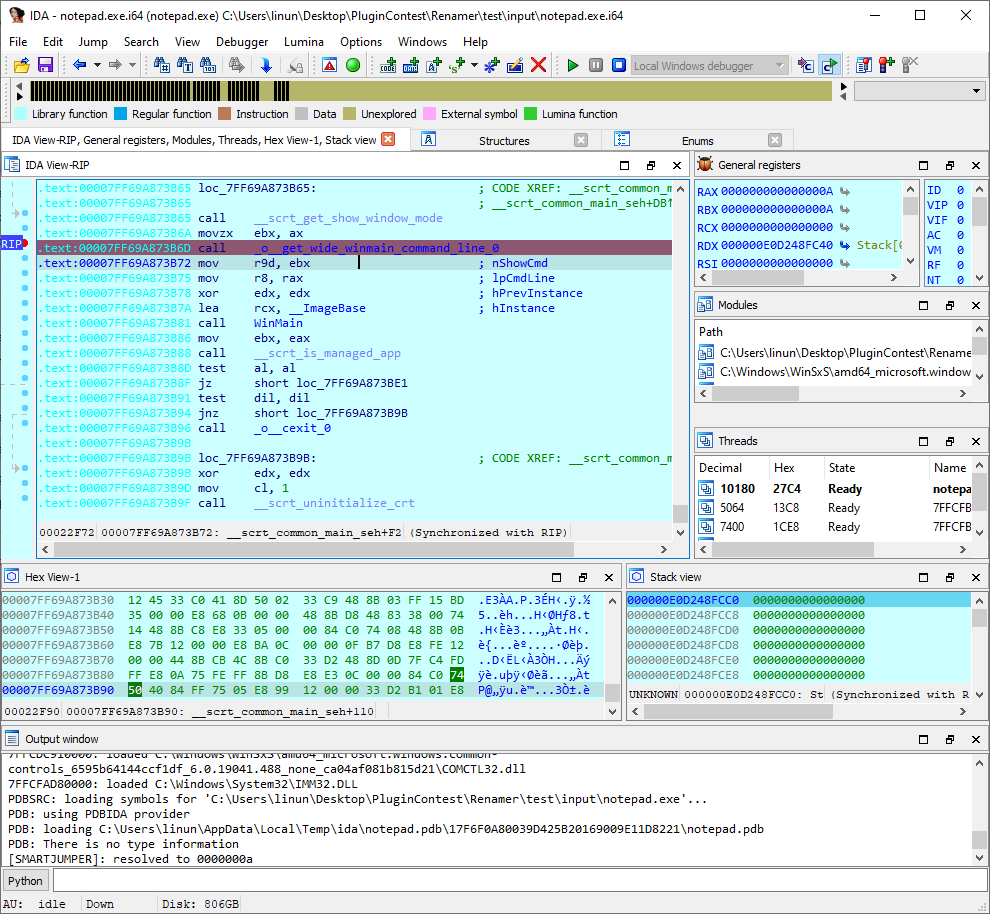 IDA - notepad.exe.i64 (notepad.exe) C:\Users\linun\Desktop\PluginContest\Renamer\test\input\notepad.exe.i64
File Edit Jump Search View Debugger Lumina Options Windows Help
Local Windows debugger
Library function Regular function Instruction Data Unexplored External symbol Lumina function
IDA View-RIP, General registers, Modules, Threads, Hex View-1, Stack view Structures Enums
IDA View-RIP
.text:00007FF69A873B65 loc_7FF69A873B65: ; CODE XREF: __scrt_common_m
.text:00007FF69A873B65 ; __scrt_common_main_seh+DB↑
.text:00007FF69A873B65 call __scrt_get_show_window_mode
.text:00007FF69A873B6A movzx ebx, ax
RIP .text:00007FF69A873B6D call _o__get_wide_winmain_command_line_0
.text:00007FF69A873B72 mov r9d, ebx ; nShowCmd
.text:00007FF69A873B75 mov r8, rax ; lpCmdLine
.text:00007FF69A873B78 xor edx, edx ; hPrevInstance
.text:00007FF69A873B7A lea rcx, __ImageBase ; hInstance
.text:00007FF69A873B81 call WinMain
.text:00007FF69A873B86 mov ebx, eax
.text:00007FF69A873B88 call __scrt_is_managed_app
.text:00007FF69A873B8D test al, al
.text:00007FF69A873B8F jz short loc_7FF69A873BE1
.text:00007FF69A873B91 test dil, dil
.text:00007FF69A873B94 jnz short loc_7FF69A873B9B
.text:00007FF69A873B96 call _o__cexit_0
.text:00007FF69A873B9B
.text:00007FF69A873B9B loc_7FF69A873B9B: ; CODE XREF: __scrt_common_m
.text:00007FF69A873B9B xor edx, edx
.text:00007FF69A873B9D mov cl, 1
.text:00007FF69A873B9F call __scrt_uninitialize_crt
00022F72 00007FF69A873B72: __scrt_common_main_seh+F2 (Synchronized with RIP)
General registers
RAX 000000000000000A
RBX 000000000000000A
RCX 0000000000000000
RDX 000000E0D248FC40 Stack[
RSI 0000000000000000
ID 0
VIP 0
VIF 0
AC 0
VM 0
RF 0
NT 0
Modules
Path
C:\Users\linun\Desktop\PluginContest\Rename
C:\Windows\WinSxS\amd64_microsoft.window
Threads
Decimal Hex State Name
10180 27C4 Ready notepa
5064 13C8 Ready 7FFCFB
7400 1CE8 Ready 7FFCFB
Hex View-1
00007FF69A873B30 12 45 33 C0 41 8D 50 02 33 C9 48 8B 03 FF 15 BD .E3ÀA.P.3ÉH‹.ÿ.½
00007FF69A873B40 35 00 00 E8 68 0B 00 00 48 8B D8 48 83 38 00 74 5..èh...H‹ØHƒ8.t
00007FF69A873B50 14 48 8B C8 E8 33 05 00 00 84 C0 74 08 48 8B 0B .H‹Èè3...„Àt.H‹.
00007FF69A873B60 E8 7B 12 00 00 E8 BA 0C 00 00 0F B7 D8 E8 FE 12 è{...èº....·Øèþ.
00007FF69A873B70 00 00 44 8B CB 4C 8B C0 33 D2 48 8D 0D 7F C4 FD ..D‹ËL‹À3ÒH...Äý
00007FF69A873B80 FF E8 0A 75 FE FF 8B D8 E8 E3 0C 00 00 84 C0 74 ÿè.uþÿ‹Øèã...„Àt
00007FF69A873B90 50 40 84 FF 75 05 E8 99 12 00 00 33 D2 B1 01 E8 P@„ÿu.è™...3Ò±.è
00022F90 00007FF69A873B90: __scrt_common_main_seh+110
Stack view
000000E0D248FCC0 0000000000000000
000000E0D248FCC8 0000000000000000
000000E0D248FCD0 0000000000000000
000000E0D248FCD8 0000000000000000
000000E0D248FCE0 0000000000000000
000000E0D248FCE8 0000000000000000
UNKNOWN 000000E0D248FCC0: St (Synchronized with R
Output window
7FFCDC910000: loaded C:\Windows\WinSxS\amd64_microsoft.windows.common-
controls_6595b64144ccf1df_6.0.19041.488_none_ca04af081b815d21\COMCTL32.dll
7FFCFAD80000: loaded C:\Windows\System32\IMM32.DLL
PDBSRC: loading symbols for 'C:\Users\linun\Desktop\PluginContest\Renamer\test\input\notepad.exe'...
PDB: using PDBIDA provider
PDB: loading C:\Users\linun\AppData\Local\Temp\ida\notepad.pdb\17F6F0A80039D425B20169009E11D8221\notepad.pdb
PDB: There is no type information
[SMARTJUMPER]: resolved to 0000000a
Python
AU: idle Down Disk: 806GB